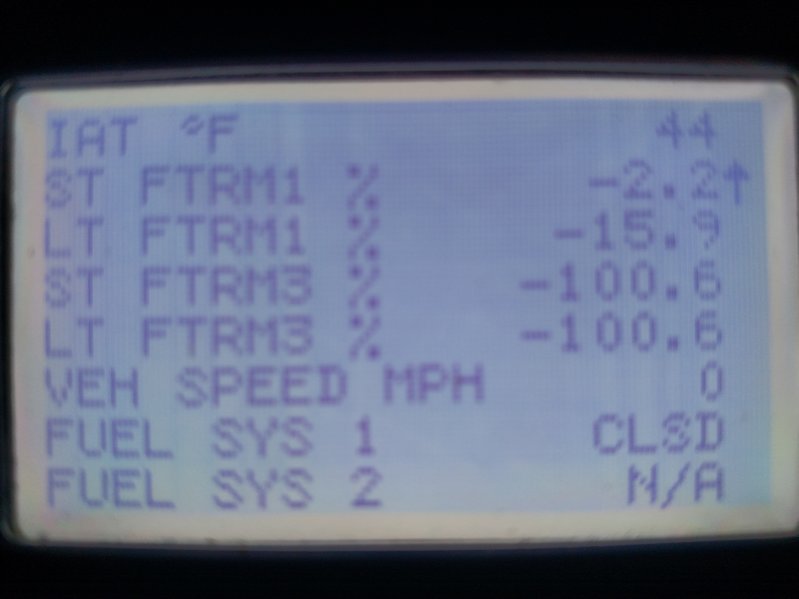 IAT °F 44
ST FTRM1 % -2.2↑
LT FTRM1 % -15.9
ST FTRM3 % -100.6
LT FTRM3 % -100.6
VEH SPEED MPH 0
FUEL SYS 1 CLSD
FUEL SYS 2 N/A